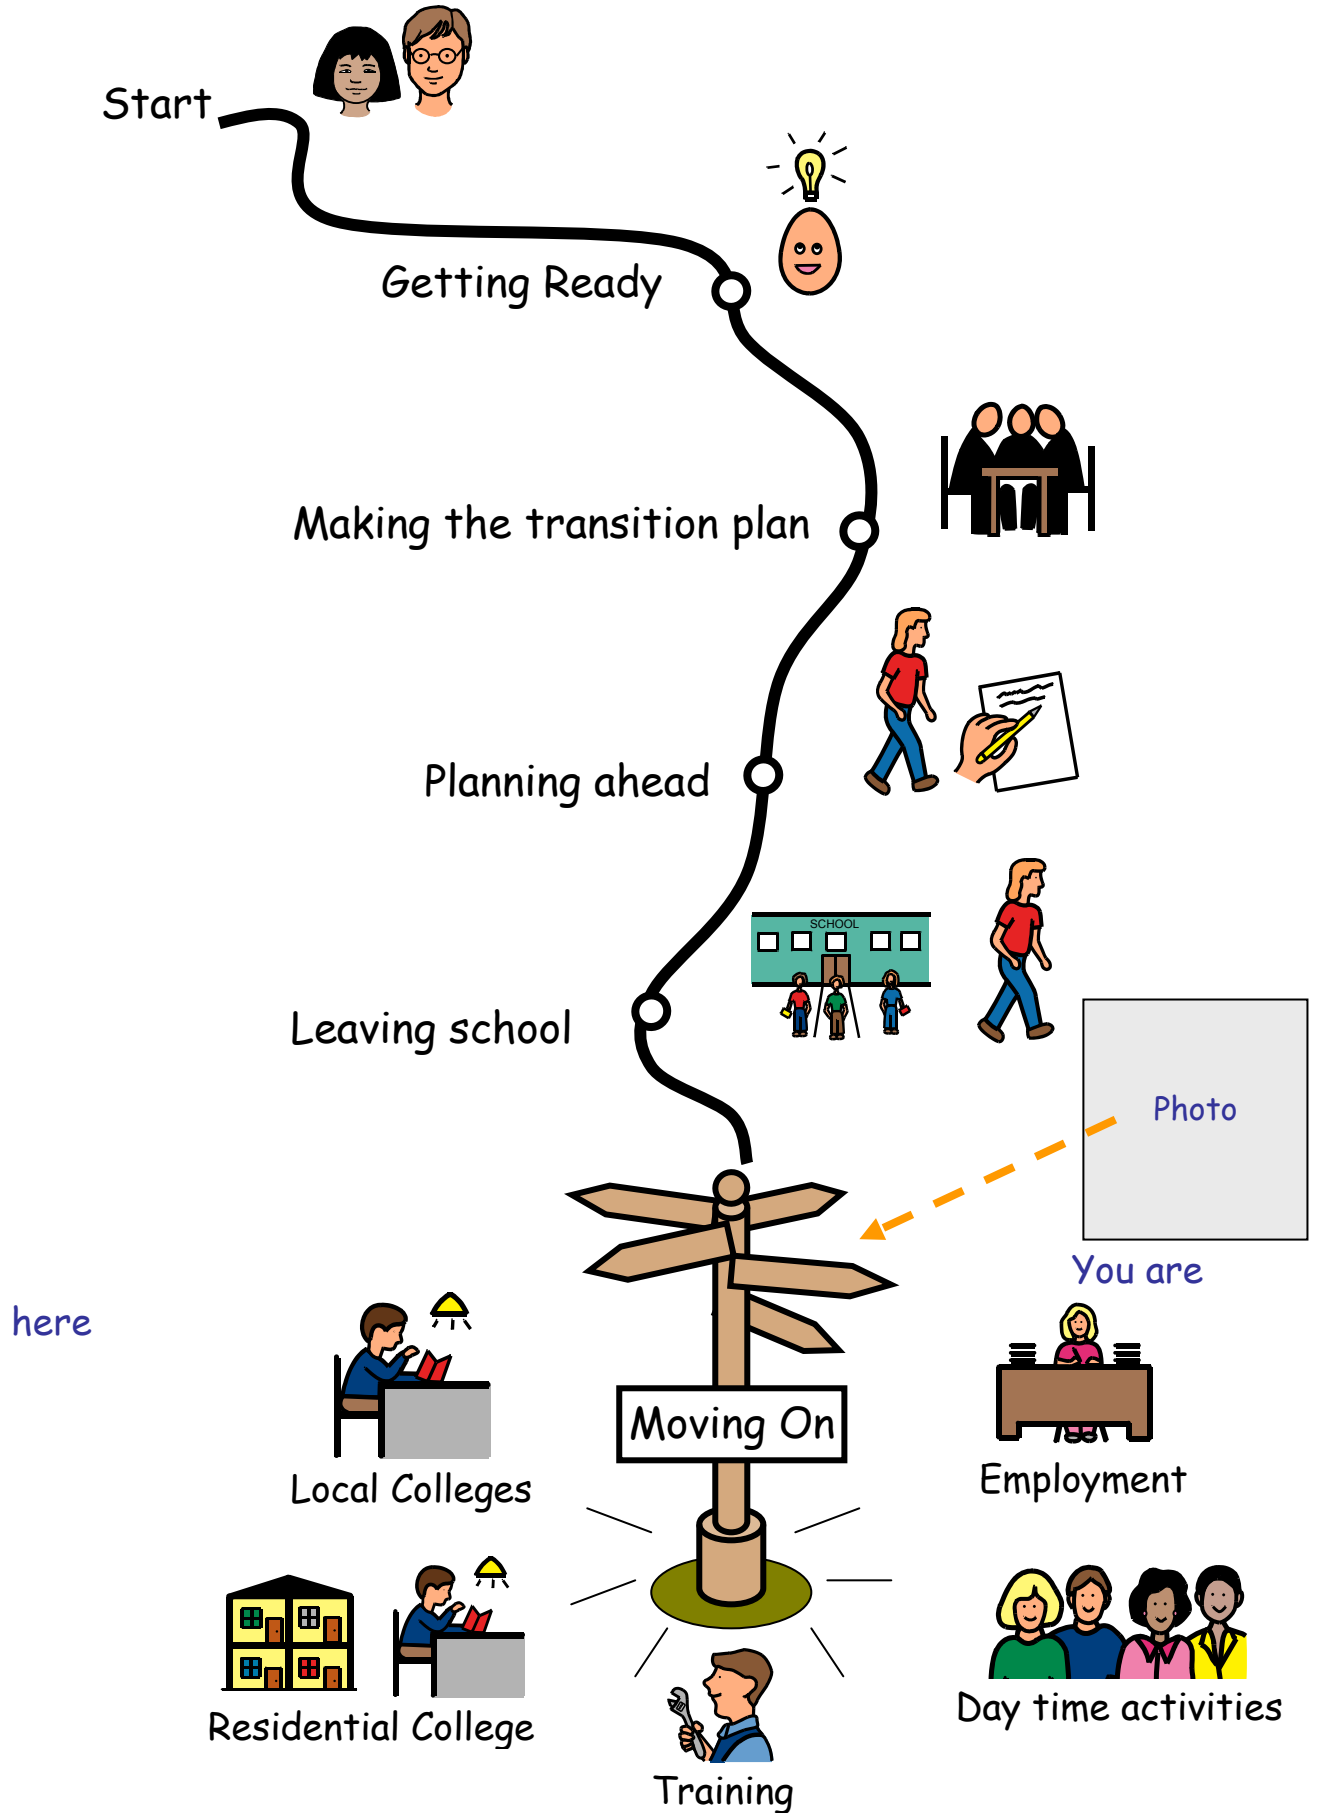 Start
Getting Ready
Making the transition plan
Planning ahead
SCHOOL
Leaving school
Photo
You are
here
Moving On
Local Colleges
Employment
Residential College
Day time activities
Training